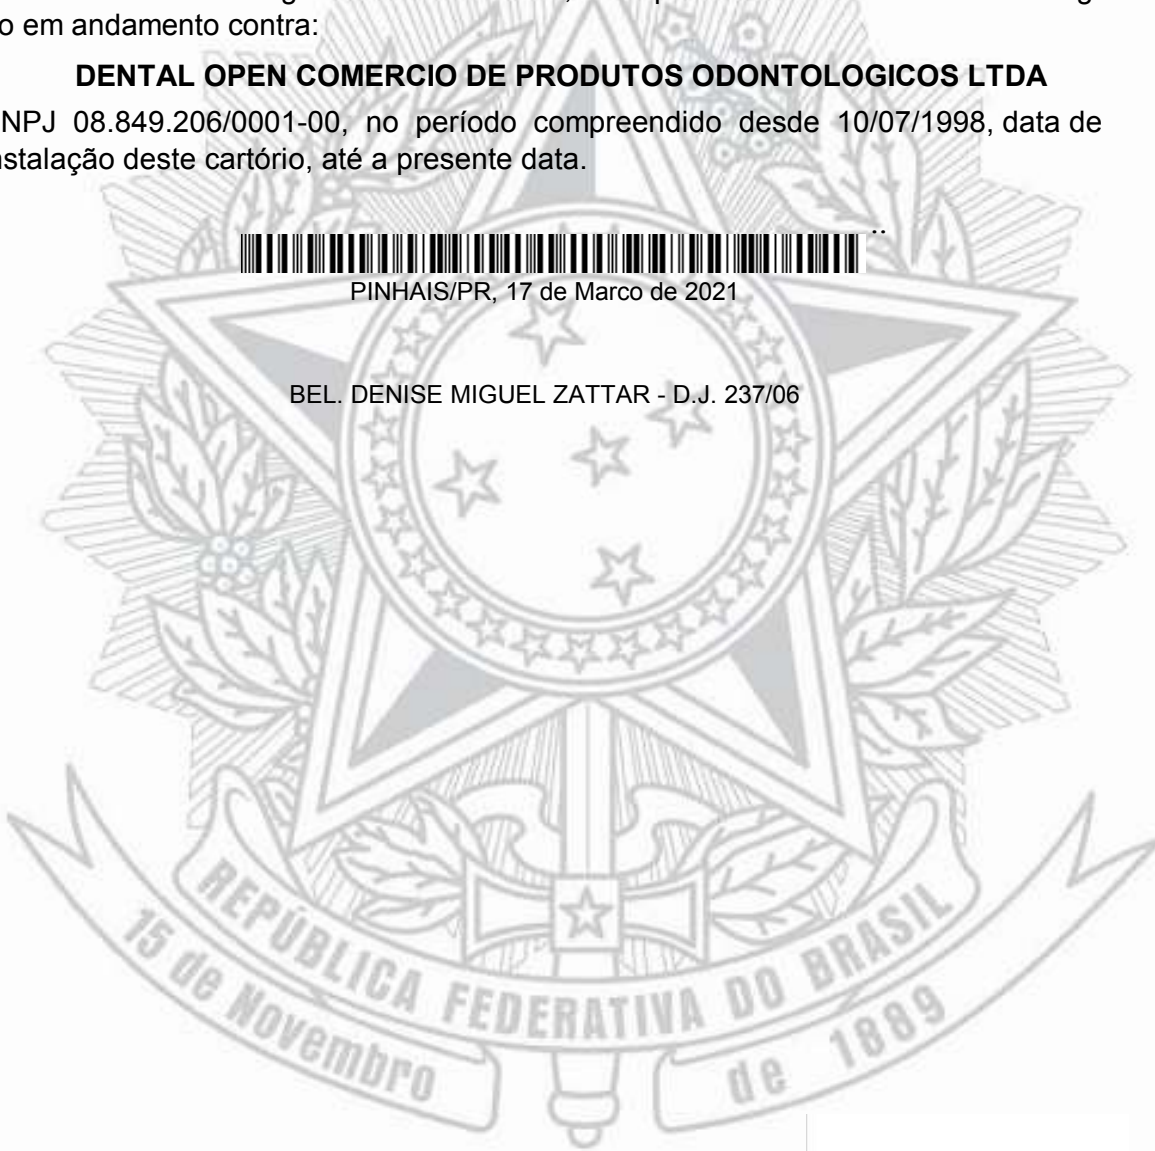 o em andamento contra:
DENTAL OPEN COMERCIO DE PRODUTOS ODONTOLOGICOS LTDA
NPJ 08.849.206/0001-00, no período compreendido desde 10/07/1998, data de
nstalação deste cartório, até a presente data.
..
PINHAIS/PR, 17 de Marco de 2021
BEL. DENISE MIGUEL ZATTAR - D.J. 237/06
REPÚBLICA FEDERATIVA DO BRASIL
15 de Novembro de 1889